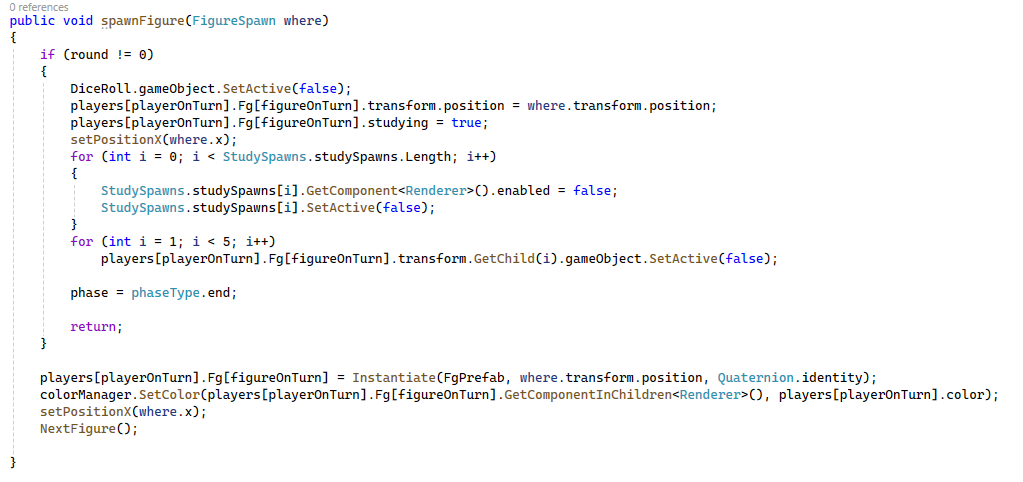 0 references
public void spawnFigure(FigureSpawn where)
{
    if (round != 0)
    {
        DiceRoll.gameObject.SetActive(false);
        players[playerOnTurn].Fg[figureOnTurn].transform.position = where.transform.position;
        players[playerOnTurn].Fg[figureOnTurn].studying = true;
        setPositionX(where.x);
        for (int i = 0; i < StudySpawns.studySpawns.Length; i++)
        {
            StudySpawns.studySpawns[i].GetComponent<Renderer>().enabled = false;
            StudySpawns.studySpawns[i].SetActive(false);
        }
        for (int i = 1; i < 5; i++)
            players[playerOnTurn].Fg[figureOnTurn].transform.GetChild(i).gameObject.SetActive(false);

        phase = phaseType.end;

        return;
    }

    players[playerOnTurn].Fg[figureOnTurn] = Instantiate(FgPrefab, where.transform.position, Quaternion.identity);
    colorManager.SetColor(players[playerOnTurn].Fg[figureOnTurn].GetComponentInChildren<Renderer>(), players[playerOnTurn].color);
    setPositionX(where.x);
    NextFigure();

}